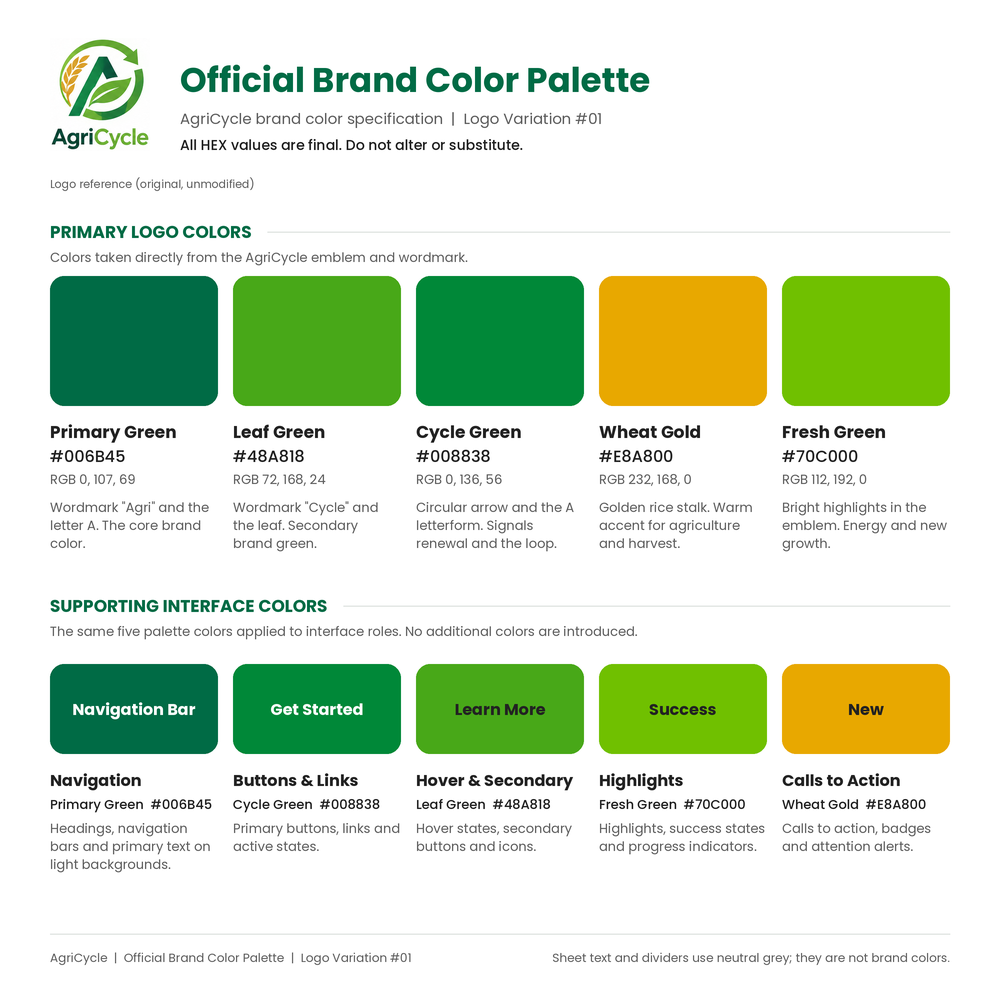 AgriCycle
Official Brand Color Palette
AgriCycle brand color specification | Logo Variation #01
All HEX values are final. Do not alter or substitute.
Logo reference (original, unmodified)
PRIMARY LOGO COLORS
Colors taken directly from the AgriCycle emblem and wordmark.
Primary Green
#006B45
RGB 0, 107, 69
Wordmark "Agri" and the
letter A. The core brand
color.
Leaf Green
#48A818
RGB 72, 168, 24
Wordmark "Cycle" and
the leaf. Secondary
brand green.
Cycle Green
#008838
RGB 0, 136, 56
Circular arrow and the A
letterform. Signals
renewal and the loop.
Wheat Gold
#E8A800
RGB 232, 168, 0
Golden rice stalk. Warm
accent for agriculture
and harvest.
Fresh Green
#70C000
RGB 112, 192, 0
Bright highlights in the
emblem. Energy and new
growth.
SUPPORTING INTERFACE COLORS
The same five palette colors applied to interface roles. No additional colors are introduced.
Navigation Bar
Navigation
Primary Green #006B45
Headings, navigation
bars and primary text on
light backgrounds.
Get Started
Buttons & Links
Cycle Green #008838
Primary buttons, links and
active states.
Learn More
Hover & Secondary
Leaf Green #48A818
Hover states, secondary
buttons and icons.
Success
Highlights
Fresh Green #70C000
Highlights, success states
and progress indicators.
New
Calls to Action
Wheat Gold #E8A800
Calls to action, badges
and attention alerts.
AgriCycle | Official Brand Color Palette | Logo Variation #01
Sheet text and dividers use neutral grey; they are not brand colors.